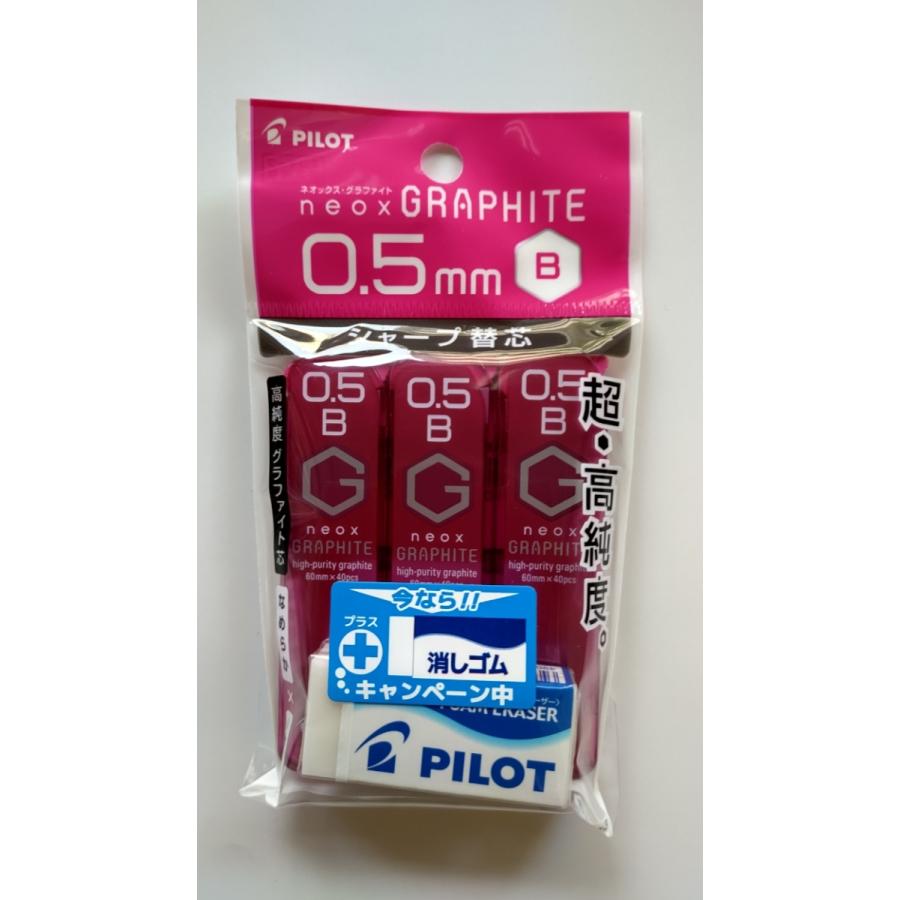 PILOT
ネオックス・グラファイト
neox GRAPHITE
0.5mm B
シャープ替芯
高純度 グラファイト芯
なめらか
超・高純度。
0.5
B
G
neox
GRAPHITE
high-purity graphite
60mm×40pcs
0.5
B
G
neox
GRAPHITE
high-purity graphite
60mm×40pcs
0.5
B
G
neox
GRAPHITE
high-purity graphite
60mm×40pcs
今なら!!
プラス
消しゴム
キャンペーン中
FOAM ERASER
PILOT